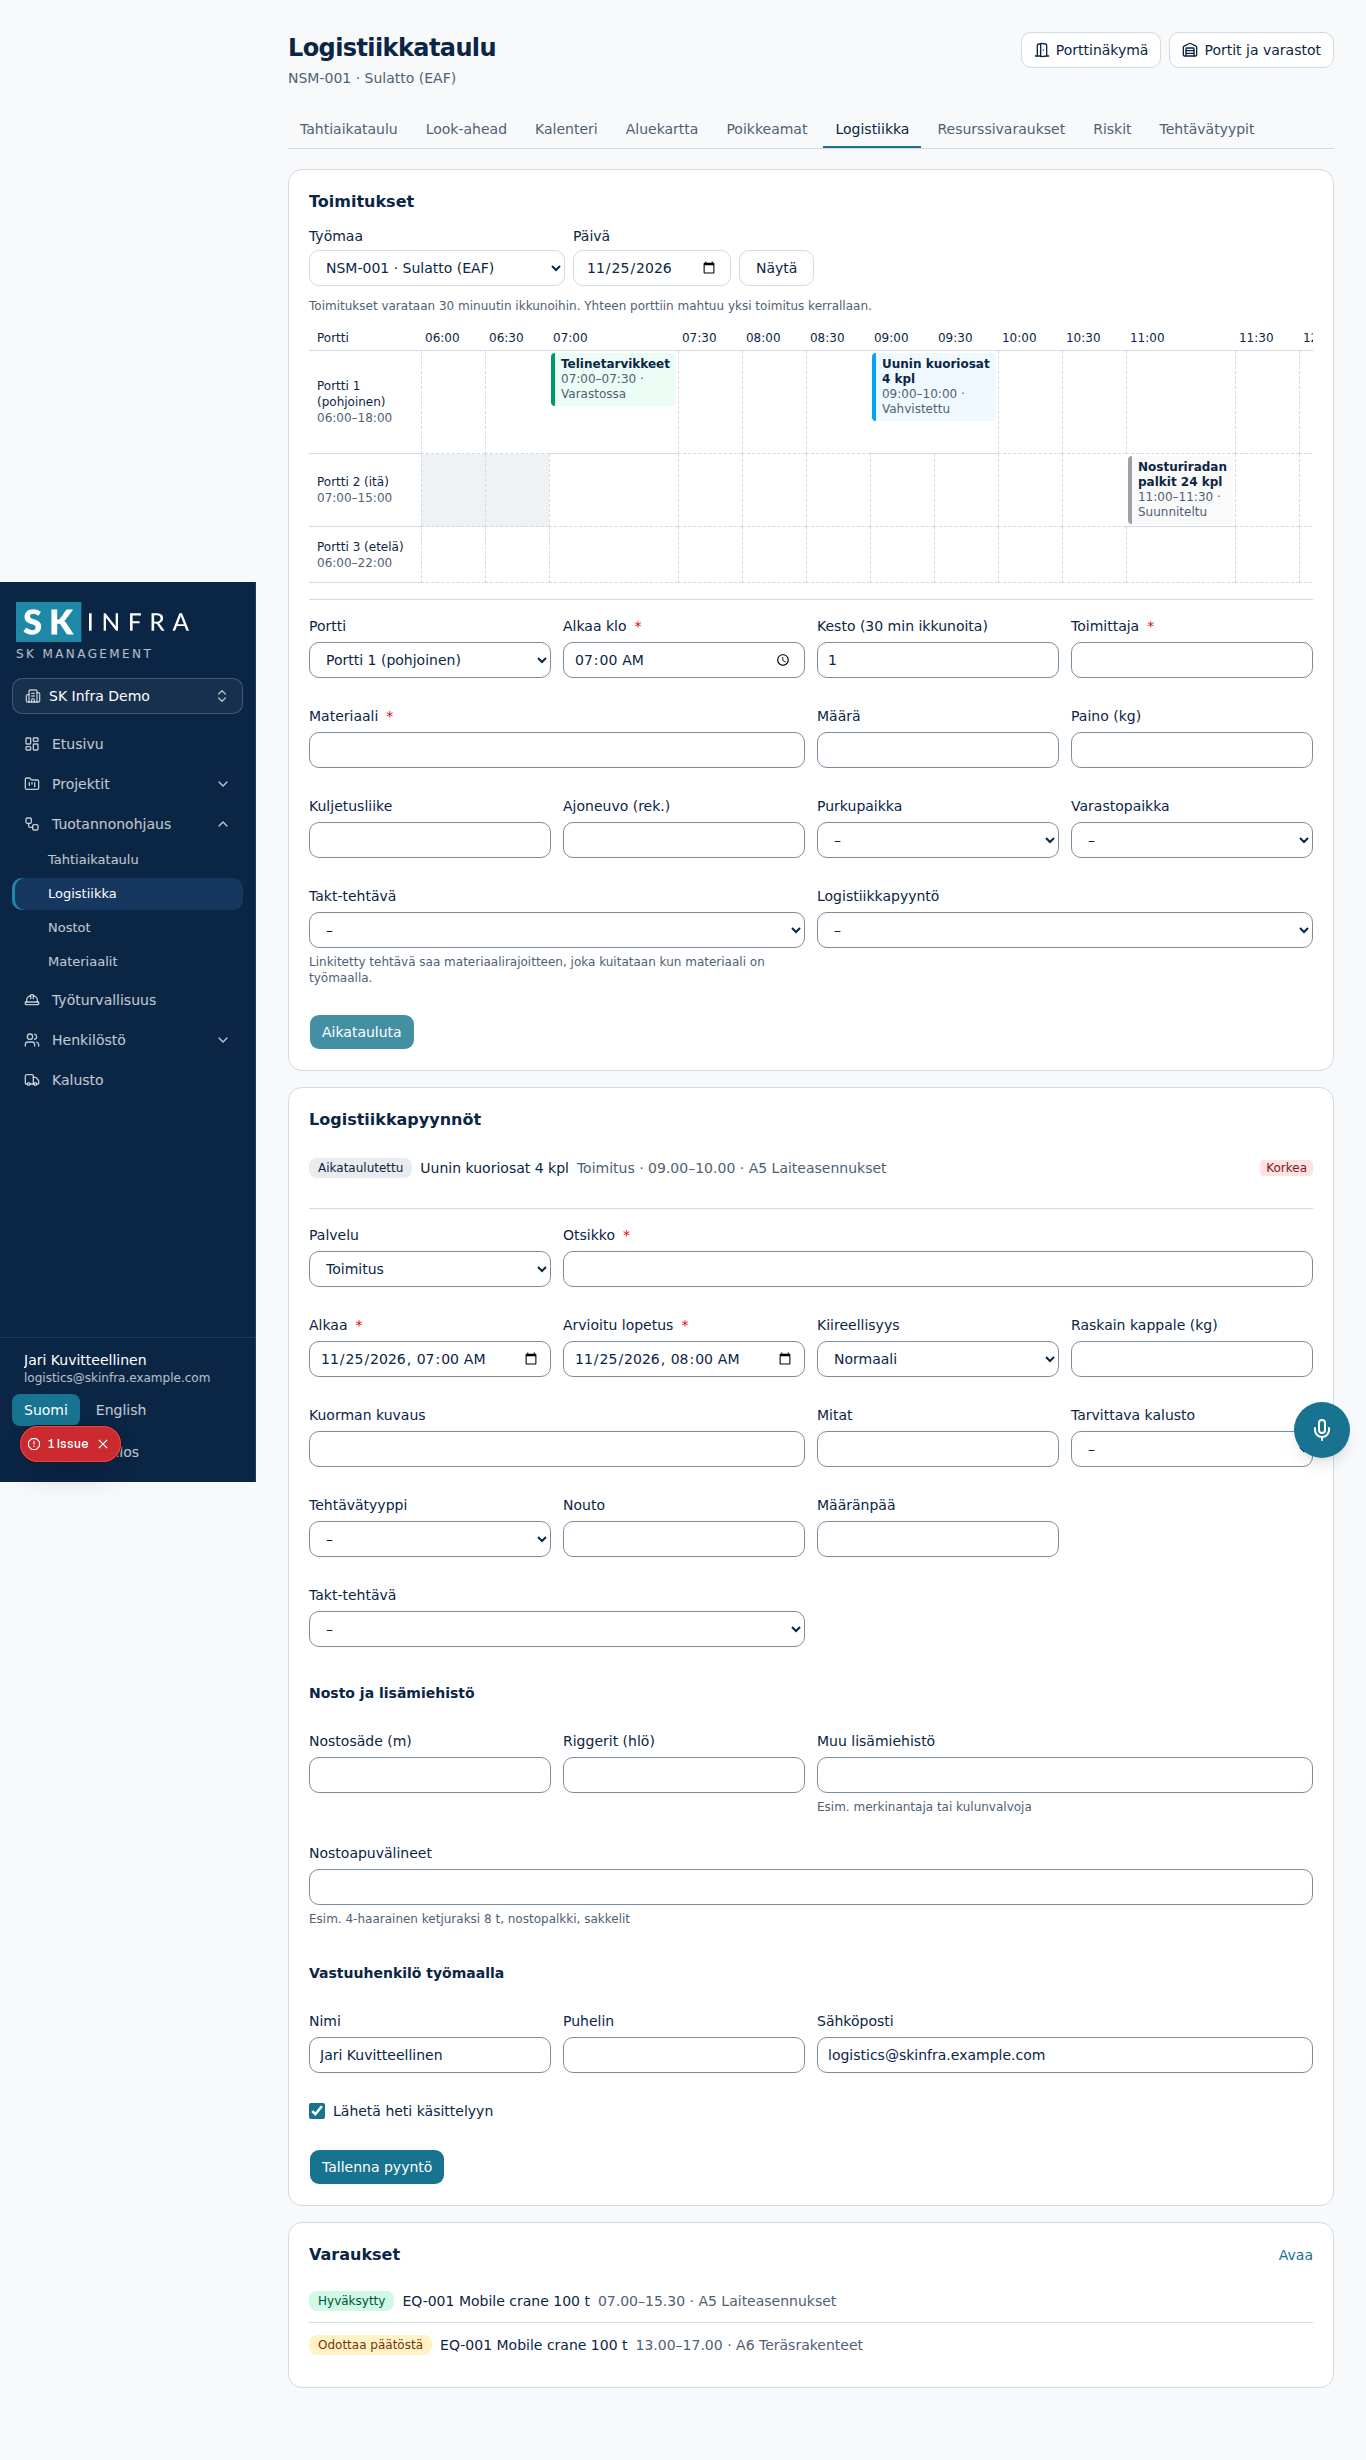 Logistiikkataulu
NSM-001 · Sulatto (EAF)
Porttinäkymä
Portit ja varastot
Tahtiaikataulu Look-ahead Kalenteri Aluekartta Poikkeamat Logistiikka Resurssivaraukset Riskit Tehtävätyypit
Toimitukset
Työmaa Päivä
NSM-001 · Sulatto (EAF) 11/25/2026 Näytä
Toimitukset varataan 30 minuutin ikkunoihin. Yhteen porttiin mahtuu yksi toimitus kerrallaan.
Portti 06:00 06:30 07:00 07:30 08:00 08:30 09:00 09:30 10:00 10:30 11:00 11:30
Portti 1
(pohjoinen)
06:00–18:00
Telinetarvikkeet
07:00–07:30 ·
Varastossa
Uunin kuoriosat
4 kpl
09:00–10:00 ·
Vahvistettu
Portti 2 (itä)
07:00–15:00
Nosturiradan
palkit 24 kpl
11:00–11:30 ·
Suunniteltu
Portti 3 (etelä)
06:00–22:00
Portti Alkaa klo * Kesto (30 min ikkunoita) Toimittaja *
Portti 1 (pohjoinen) 07:00 AM 1
Materiaali * Määrä Paino (kg)
Kuljetusliike Ajoneuvo (rek.) Purkupaikka Varastopaikka
– –
Takt-tehtävä Logistiikkapyyntö
– –
Linkitetty tehtävä saa materiaalirajoitteen, joka kuitataan kun materiaali on
työmaalla.
Aikatauluta
Logistiikkapyynnöt
Aikataulutettu Uunin kuoriosat 4 kpl Toimitus · 09.00–10.00 · A5 Laiteasennukset Korkea
Palvelu Otsikko *
Toimitus
Alkaa * Arvioitu lopetus * Kiireellisyys Raskain kappale (kg)
11/25/2026, 07:00 AM 11/25/2026, 08:00 AM Normaali
Kuorman kuvaus Mitat Tarvittava kalusto
–
Tehtävätyyppi Nouto Määränpää
–
Takt-tehtävä
–
Nosto ja lisämiehistö
Nostosäde (m) Riggerit (hlö) Muu lisämiehistö
Esim. merkinantaja tai kulunvalvoja
Nostoapuvälineet
Esim. 4-haarainen ketjuraksi 8 t, nostopalkki, sakkelit
Vastuuhenkilö työmaalla
Nimi Puhelin Sähköposti
Jari Kuvitteellinen logistics@skinfra.example.com
Lähetä heti käsittelyyn
Tallenna pyyntö
Varaukset Avaa
Hyväksytty EQ-001 Mobile crane 100 t 07.00–15.30 · A5 Laiteasennukset
Odottaa päätöstä EQ-001 Mobile crane 100 t 13.00–17.00 · A6 Teräsrakenteet
SK INFRA
SK MANAGEMENT
SK Infra Demo
Etusivu
Projektit
Tuotannonohjaus
Tahtiaikataulu
Logistiikka
Nostot
Materiaalit
Työturvallisuus
Henkilöstö
Kalusto
Jari Kuvitteellinen
logistics@skinfra.example.com
Suomi English
1 Issue